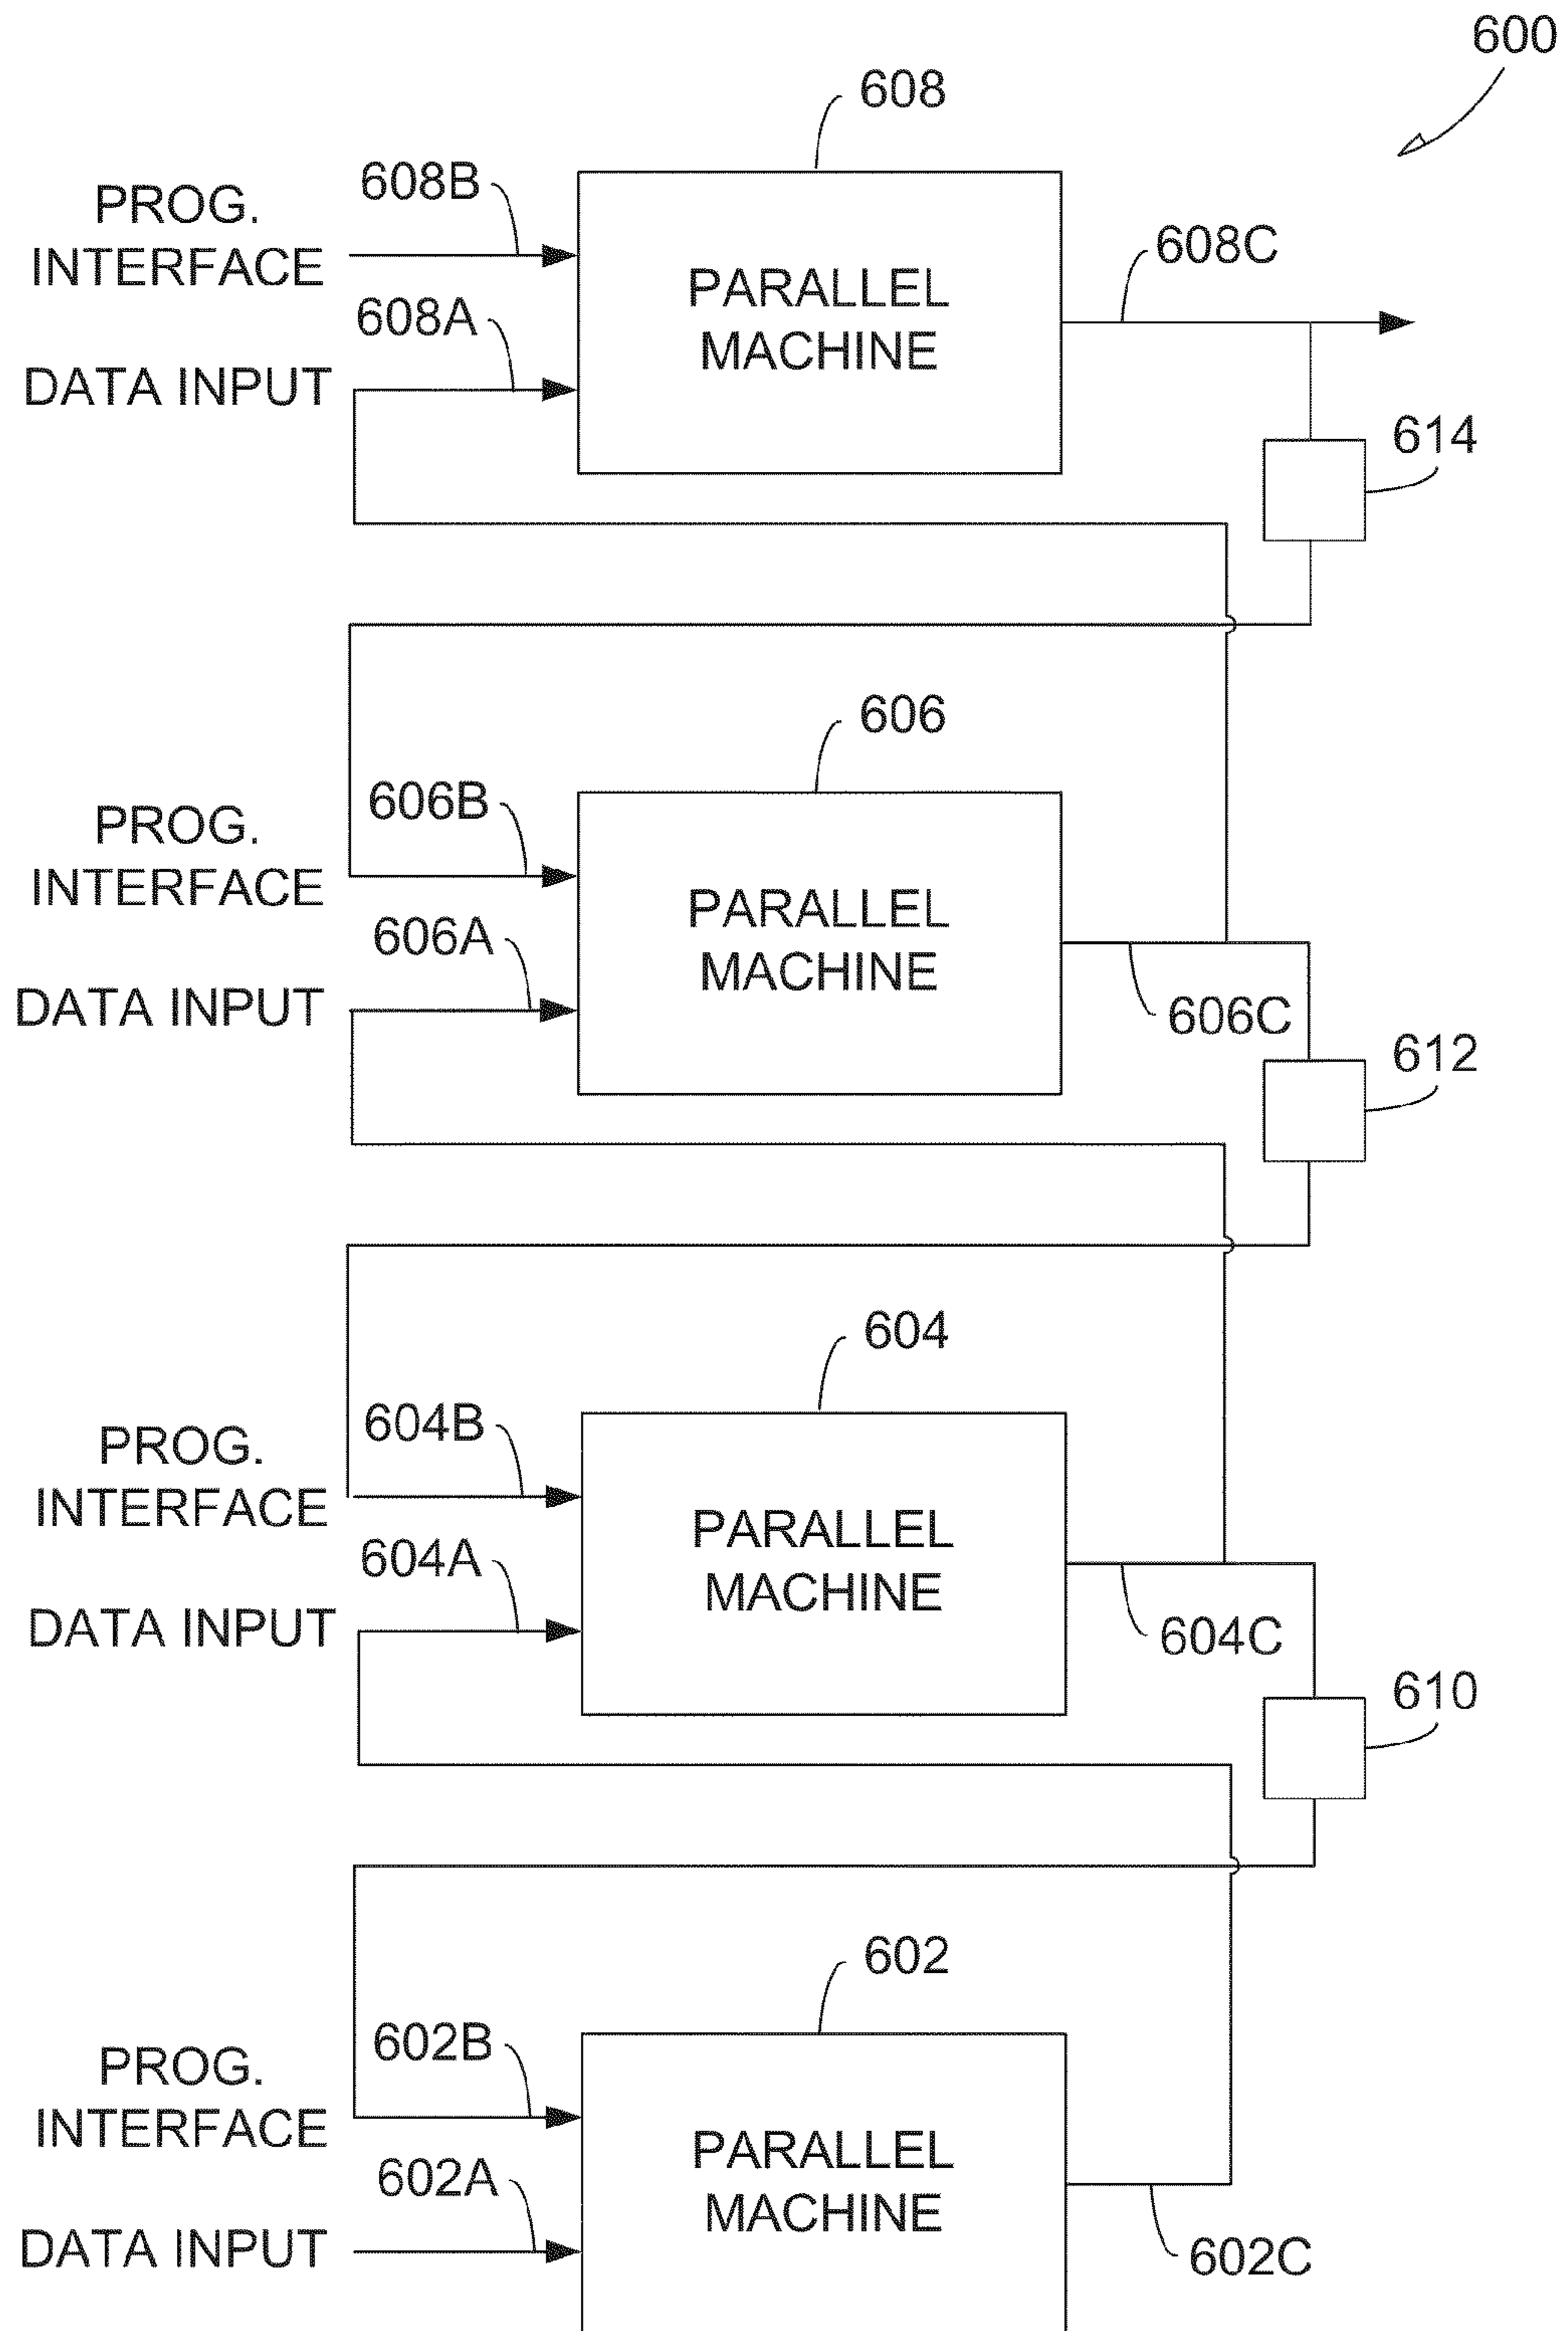 600
608
608B
PROG.
INTERFACE
608A
DATA INPUT
PARALLEL
MACHINE
608C
614
606
606B
PROG.
INTERFACE
606A
DATA INPUT
PARALLEL
MACHINE
606C
612
604
604B
PROG.
INTERFACE
604A
DATA INPUT
PARALLEL
MACHINE
604C
610
602
602B
PROG.
INTERFACE
602A
DATA INPUT
PARALLEL
MACHINE
602C